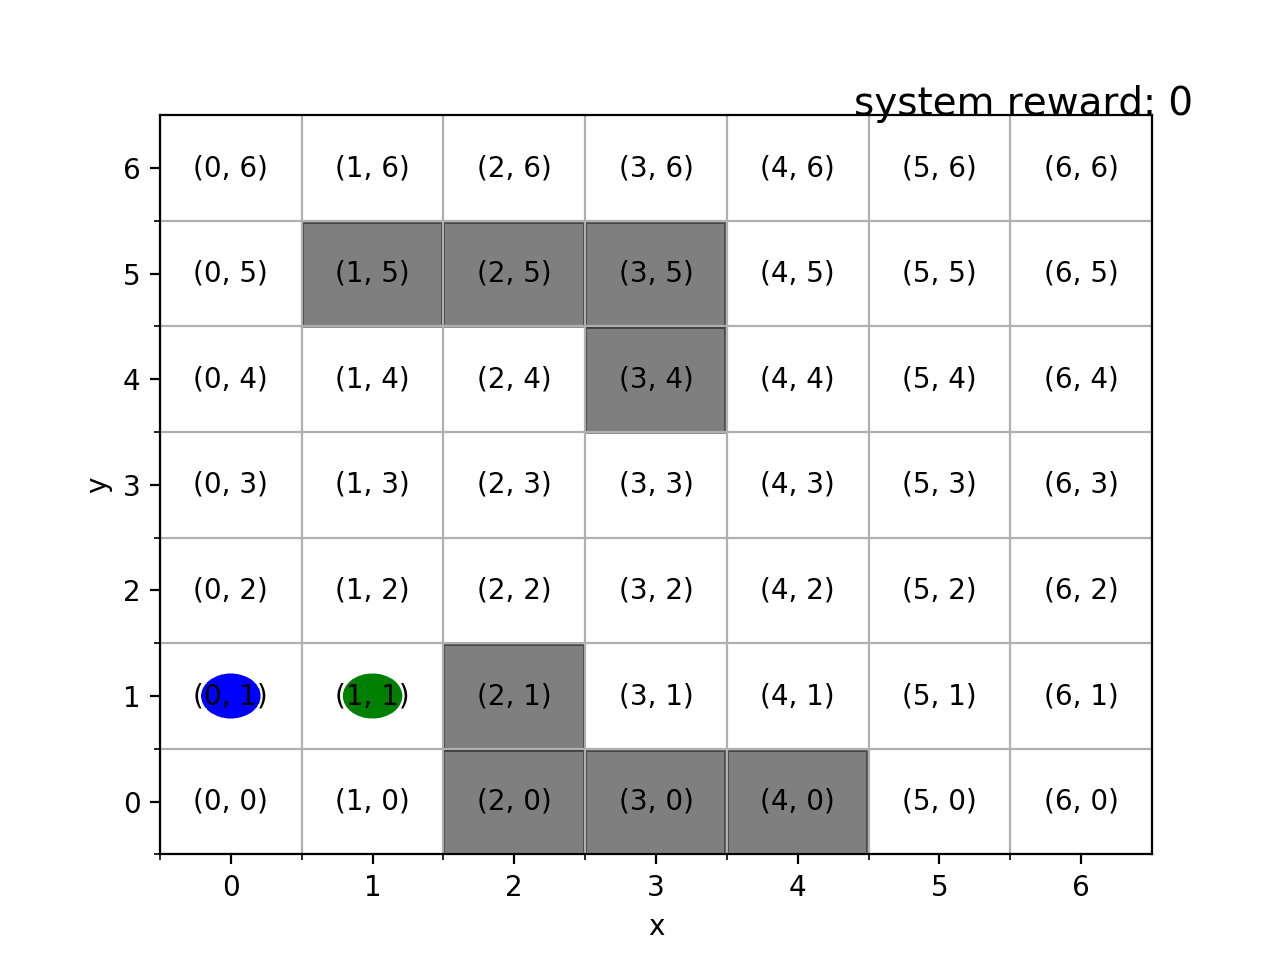 system reward: 0
6 (0, 6) (1, 6) (2, 6) (3, 6) (4, 6) (5, 6) (6, 6)
5 (0, 5) (1, 5) (2, 5) (3, 5) (4, 5) (5, 5) (6, 5)
4 (0, 4) (1, 4) (2, 4) (3, 4) (4, 4) (5, 4) (6, 4)
y
3 (0, 3) (1, 3) (2, 3) (3, 3) (4, 3) (5, 3) (6, 3)
2 (0, 2) (1, 2) (2, 2) (3, 2) (4, 2) (5, 2) (6, 2)
1 (0, 1) (1, 1) (2, 1) (3, 1) (4, 1) (5, 1) (6, 1)
0 (0, 0) (1, 0) (2, 0) (3, 0) (4, 0) (5, 0) (6, 0)
0 1 2 3 4 5 6
x